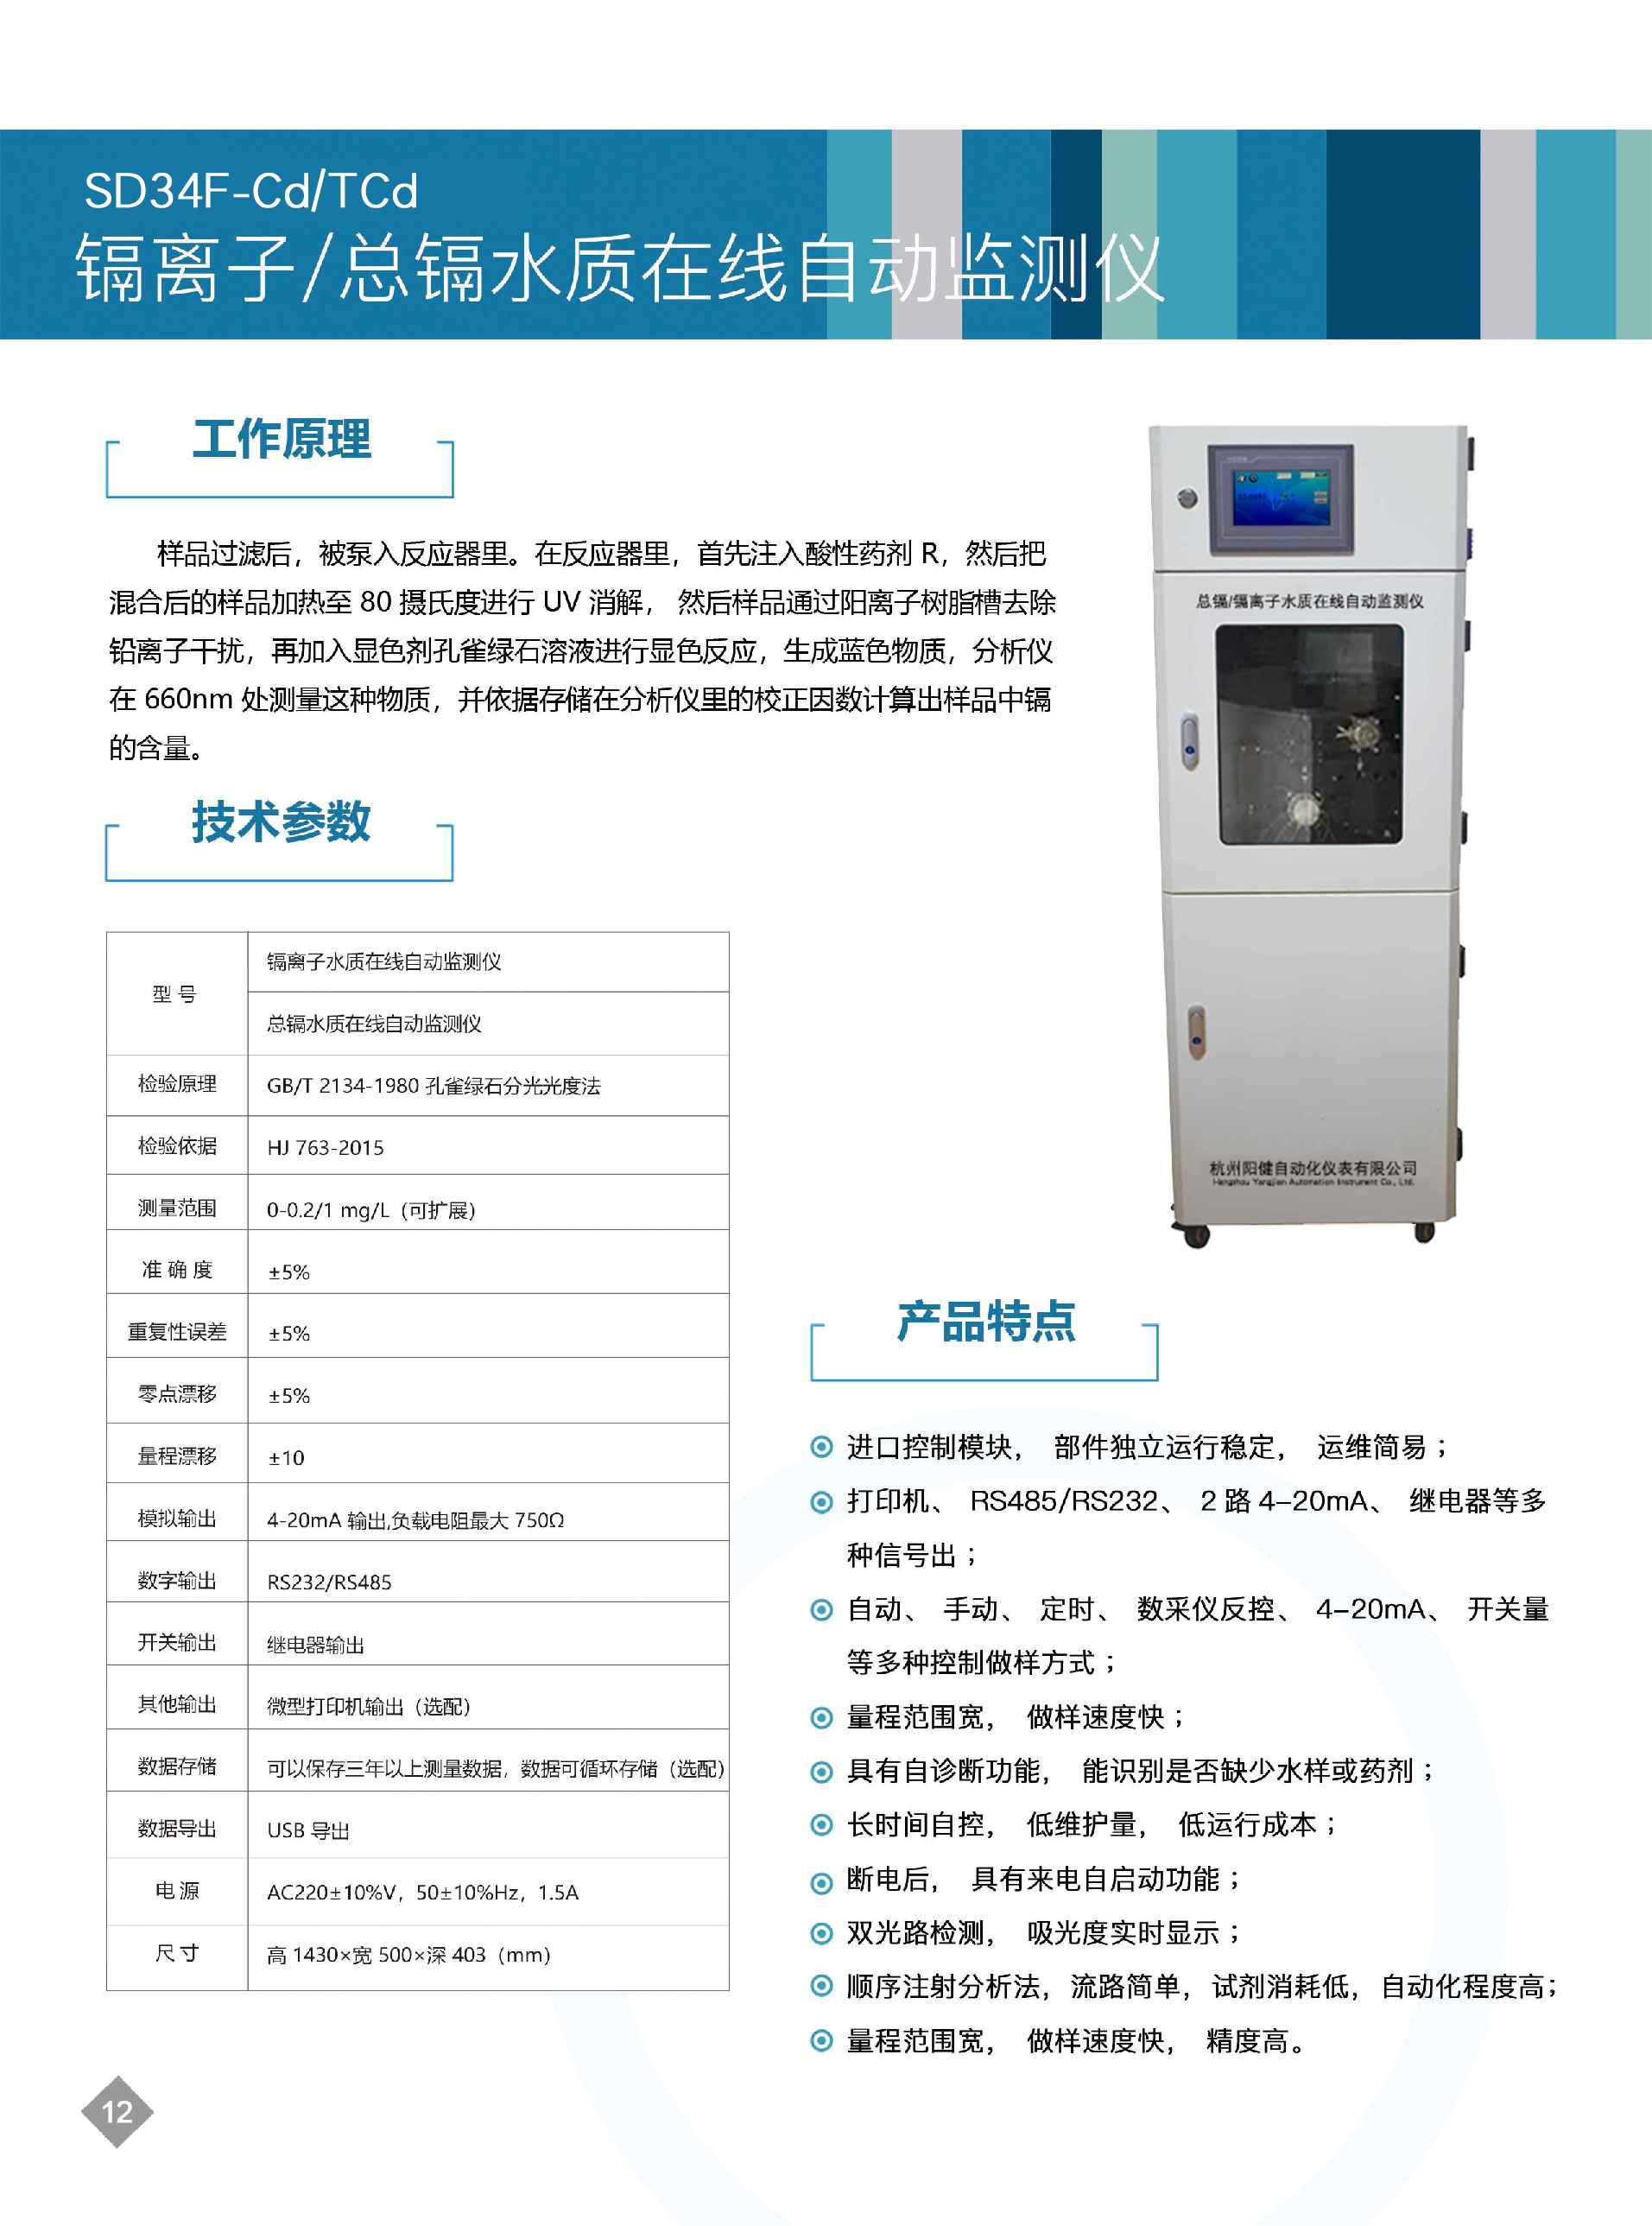 SD34F-Cd/TCd
镉离子/总镉水质在线自动监测仪
工作原理
样品过滤后，被泵入反应器里。在反应器里，首先注入酸性药剂 R，然后把
混合后的样品加热至 80 摄氏度进行 UV 消解， 然后样品通过阳离子树脂槽去除
铅离子干扰，再加入显色剂孔雀绿石溶液进行显色反应，生成蓝色物质，分析仪
在 660nm 处测量这种物质，并依据存储在分析仪里的校正因数计算出样品中镉
的含量。
总镉/镉离子水质在线自动监测仪
杭州阳健自动化仪表有限公司
Hangzhou Yangjian Automation Instrument Co., Ltd.
技术参数
型 号
镉离子水质在线自动监测仪
总镉水质在线自动监测仪
检验原理 GB/T 2134-1980 孔雀绿石分光光度法
检验依据 HJ 763-2015
测量范围 0-0.2/1 mg/L (可扩展)
准 确 度 ±5%
重复性误差 ±5%
零点漂移 ±5%
量程漂移 ±10
模拟输出 4-20mA 输出,负载电阻最大 750Ω
数字输出 RS232/RS485
开关输出 继电器输出
其他输出 微型打印机输出（选配）
数据存储 可以保存三年以上测量数据，数据可循环存储（选配）
数据导出 USB 导出
电 源 AC220±10%V，50±10%Hz，1.5A
尺 寸 高 1430×宽 500×深 403（mm）
产品特点
进口控制模块， 部件独立运行稳定， 运维简易；
打印机、 RS485/RS232、 2 路 4-20mA、 继电器等多
种信号出；
自动、 手动、 定时、 数采仪反控、 4-20mA、 开关量
等多种控制做样方式；
量程范围宽， 做样速度快；
具有自诊断功能， 能识别是否缺少水样或药剂；
长时间自控， 低维护量， 低运行成本；
断电后， 具有来电自启动功能；
双光路检测， 吸光度实时显示；
顺序注射分析法，流路简单，试剂消耗低，自动化程度高；
量程范围宽， 做样速度快， 精度高。
12